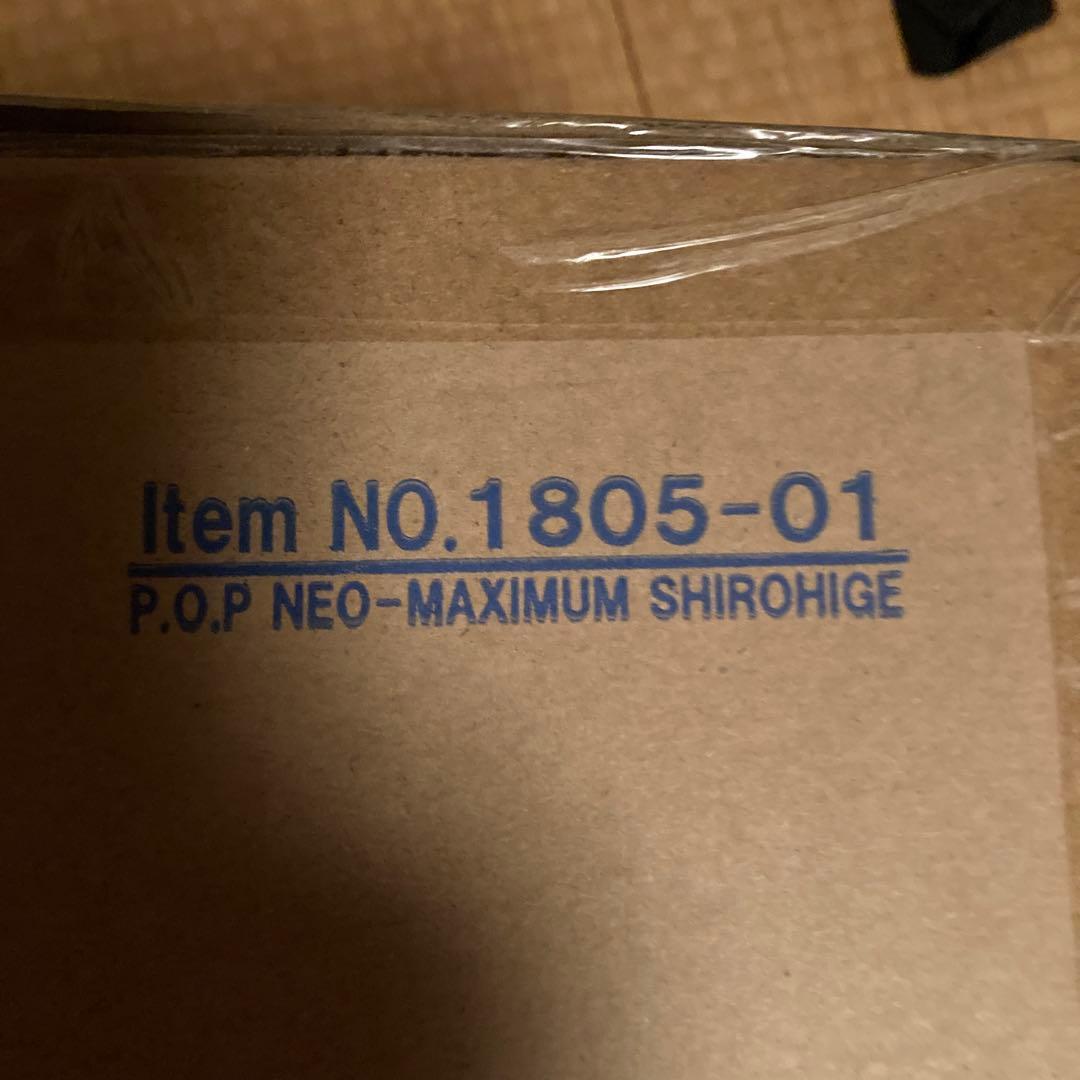 Item NO.1805-01
P.O.P NEO-MAXIMUM SHIROHIGE